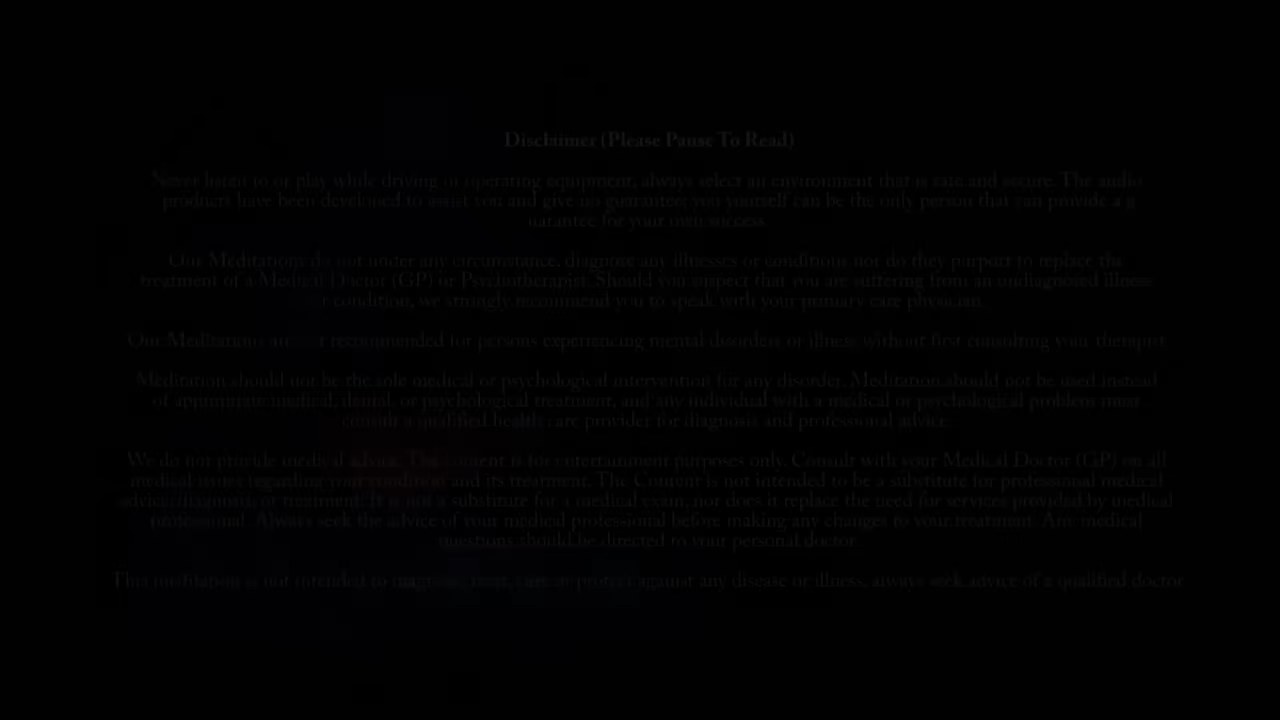 Disclaimer (Please Pause To Read)
Never listen to or play while driving or operating equipment, always select an environment that is safe and secure. The audio
products have been developed to assist you and give no guarantee; you yourself can be the only person that can provide a g
uarantee for your own success.
Our Meditations do not under any circumstance, diagnose any illnesses or conditions nor do they purport to replace the
treatment of a Medical Doctor (GP) or Psychotherapist. Should you suspect that you are suffering from an undiagnosed illness
or condition, we strongly recommend you to speak with your primary care physician.
Our Meditations are not recommended for persons experiencing mental disorders or illness without first consulting your therapist
Meditation should not be the sole medical or psychological intervention for any disorder. Meditation should not be used instead
of appropriate medical, dental, or psychological treatment, and any individual with a medical or psychological problem must
consult a qualified health care provider for diagnosis and professional advice.
We do not provide medical advice. The content is for entertainment purposes only. Consult with your Medical Doctor (GP) on all
medical issues regarding your condition and its treatment. The Content is not intended to be a substitute for professional medical
advice, diagnosis, or treatment. It is not a substitute for a medical exam, nor does it replace the need for services provided by medical
professional. Always seek the advice of your medical professional before making any changes to your treatment. Any medical
questions should be directed to your personal doctor
This meditation is not intended to diagnose, treat, cure or protect against any disease or illness, always seek advice of a qualified doctor